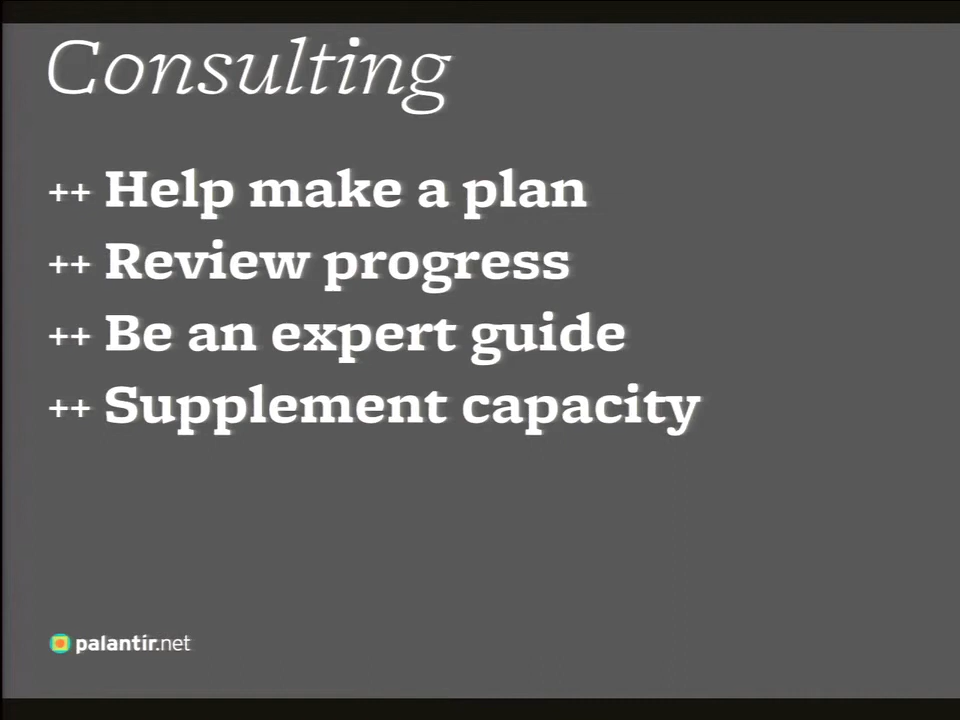 Consulting
++ Help make a plan
++ Review progress
++ Be an expert guide
++ Supplement capacity
palantir.net